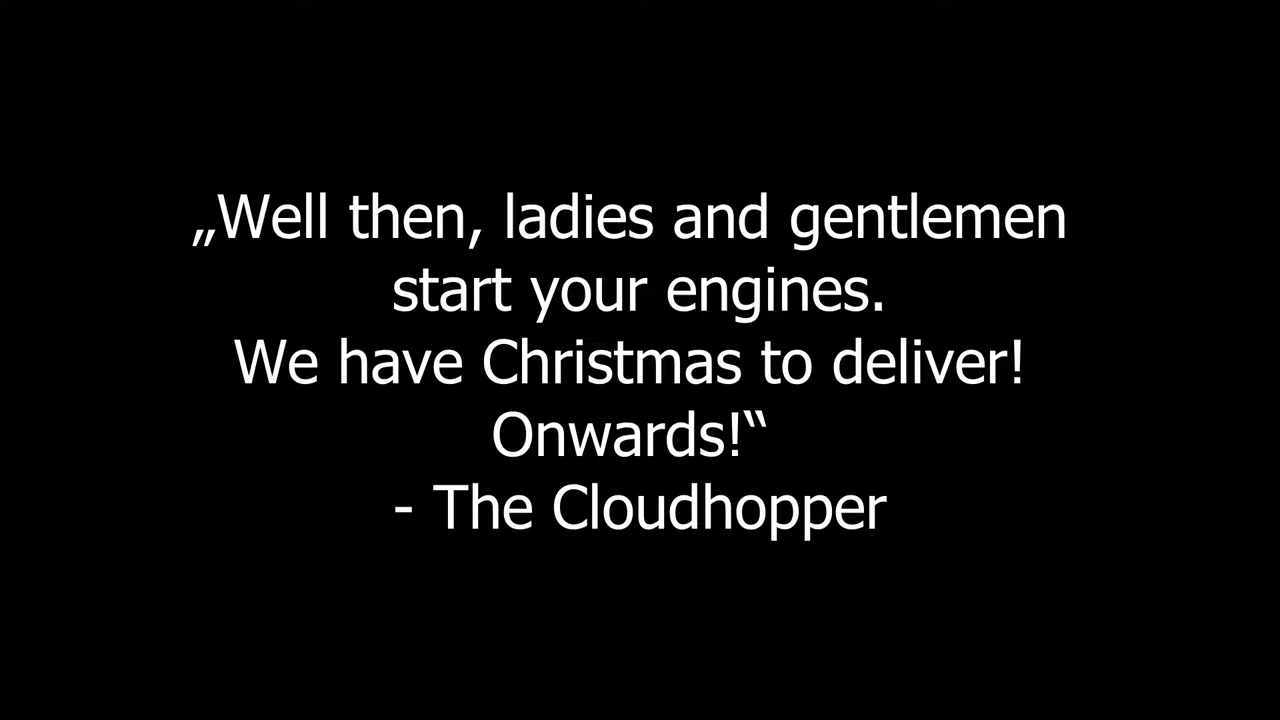 „Well then, ladies and gentlemen
start your engines.
We have Christmas to deliver!
Onwards!“
- The Cloudhopper